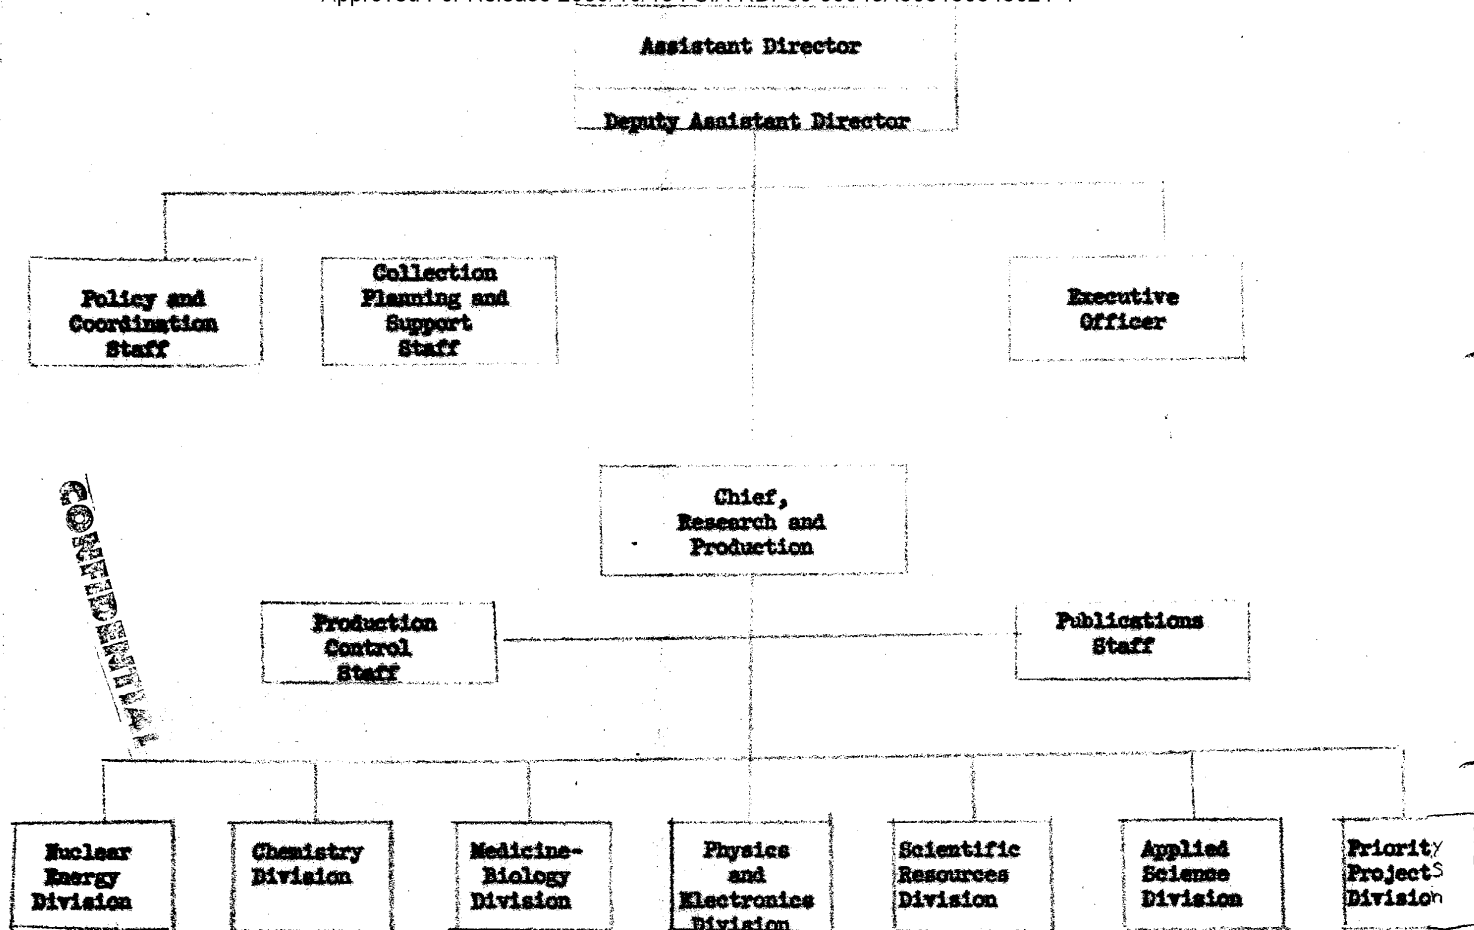 Assistant Director
Deputy Assistant Director
Policy and
Coordination
Staff
Collection
Planning and
Support
Staff
Executive
Officer
Chief,
Research and
Production
CONFIDENTIAL
Production
Control
Staff
Publications
Staff
Nuclear
Energy
Division
Chemistry
Division
Medicine-
Biology
Division
Physics
and
Electronics
Division
Scientific
Resources
Division
Applied
Science
Division
Priority
Projects
Division